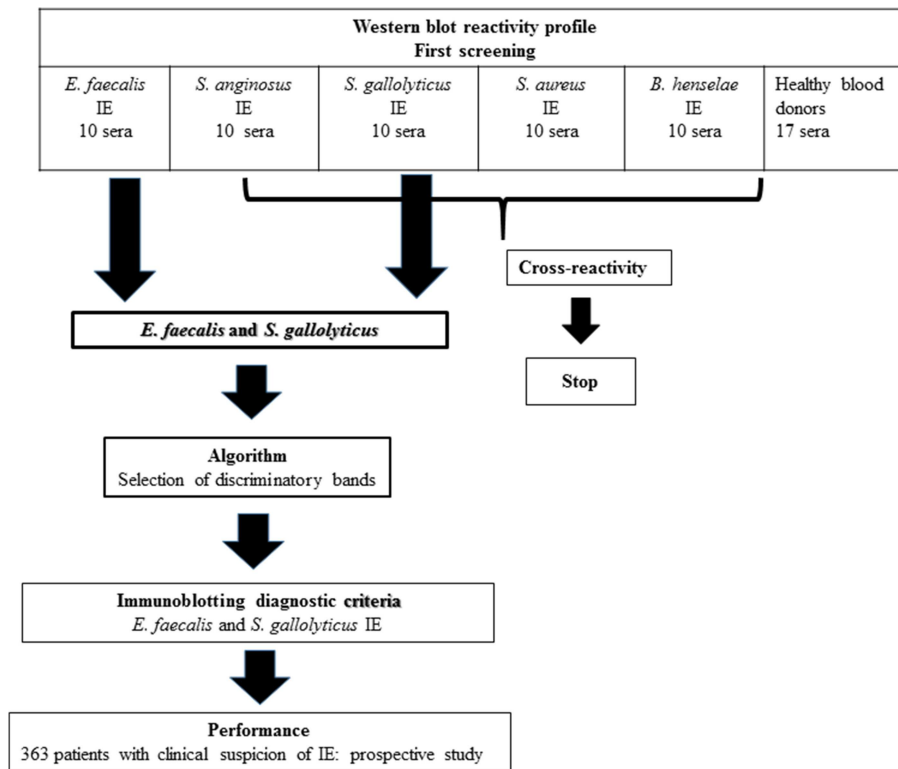 Western blot reactivity profile
First screening
E. faecalis
IE
10 sera
S. anginosus
IE
10 sera
S. gallolyticus
IE
10 sera
S. aureus
IE
10 sera
B. henselae
IE
10 sera
Healthy blood
donors
17 sera
Cross-reactivity
Stop
E. faecalis and S. gallolyticus
Algorithm
Selection of discriminatory bands
Immunoblotting diagnostic criteria
E. faecalis and S. gallolyticus IE
Performance
363 patients with clinical suspicion of IE: prospective study